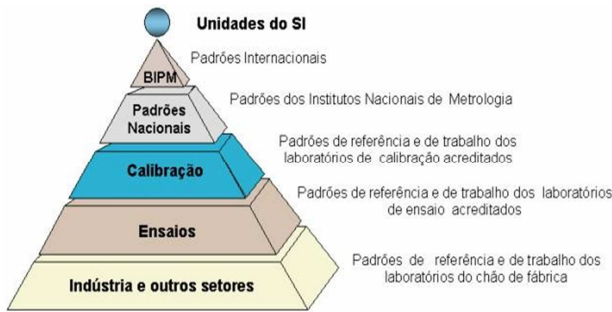 Unidades do SI
Padrões Internacionais
BIPM
Padrões dos Institutos Nacionais de Metrologia
Padrões
Nacionais
Padrões de referência e de trabalho dos
laboratórios de calibração acreditados
Calibração
Padrões de referência e de trabalho dos laboratórios
de ensaio acreditados
Ensaios
Padrões de referência e de trabalho dos
laboratórios do chão de fábrica
Indústria e outros setores